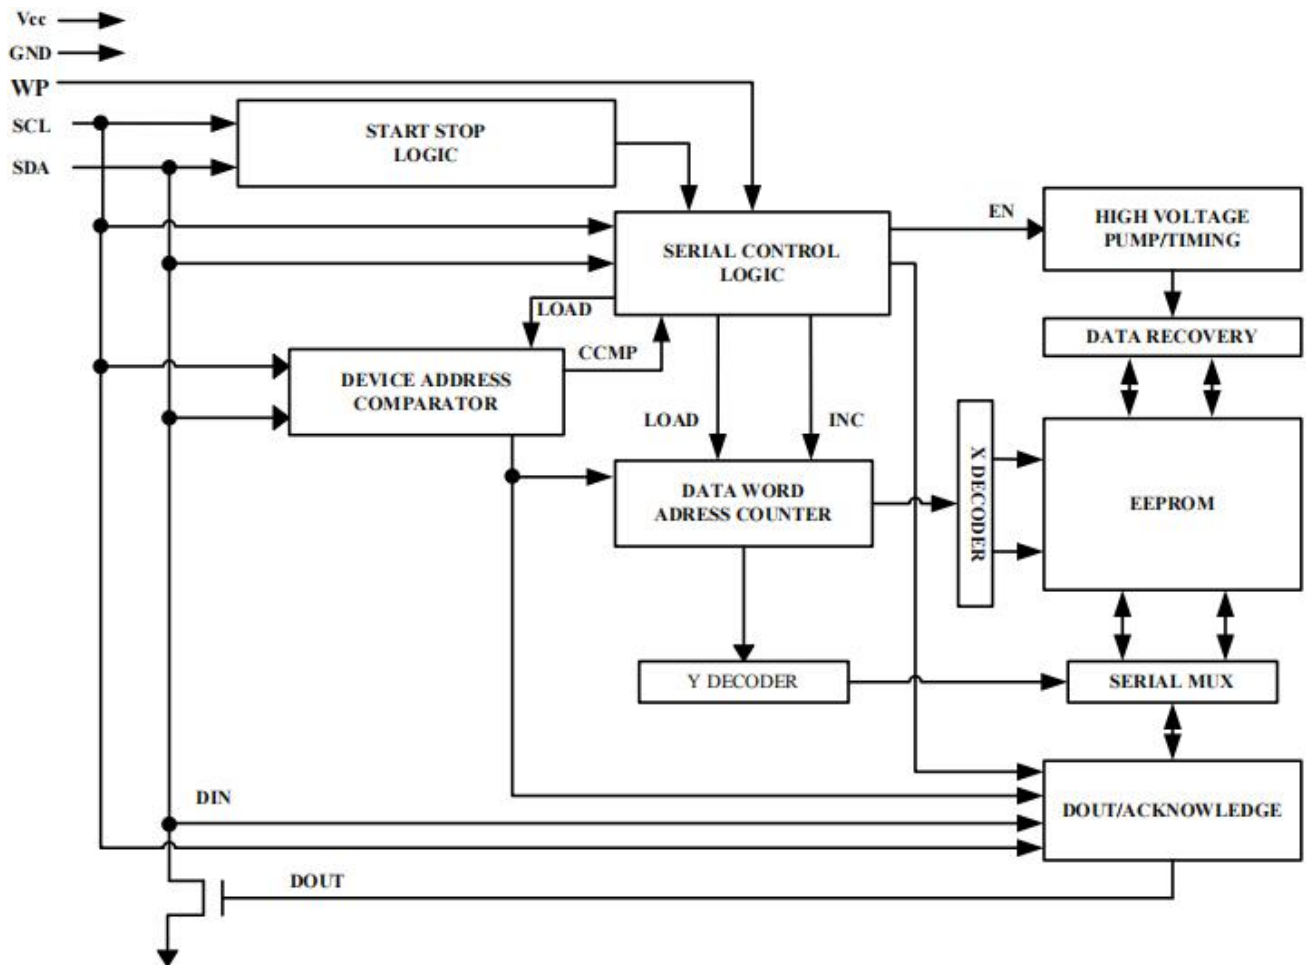 Vcc
GND
WP
SCL
SDA
START STOP
LOGIC
SERIAL CONTROL
LOGIC
EN
HIGH VOLTAGE
PUMP/TIMING
DATA RECOVERY
LOAD
CCMP
DEVICE ADDRESS
COMPARATOR
LOAD
INC
DATA WORD
ADRESS COUNTER
X DECODER
EEPROM
Y DECODER
SERIAL MUX
DIN
DOUT/ACKNOWLEDGE
DOUT